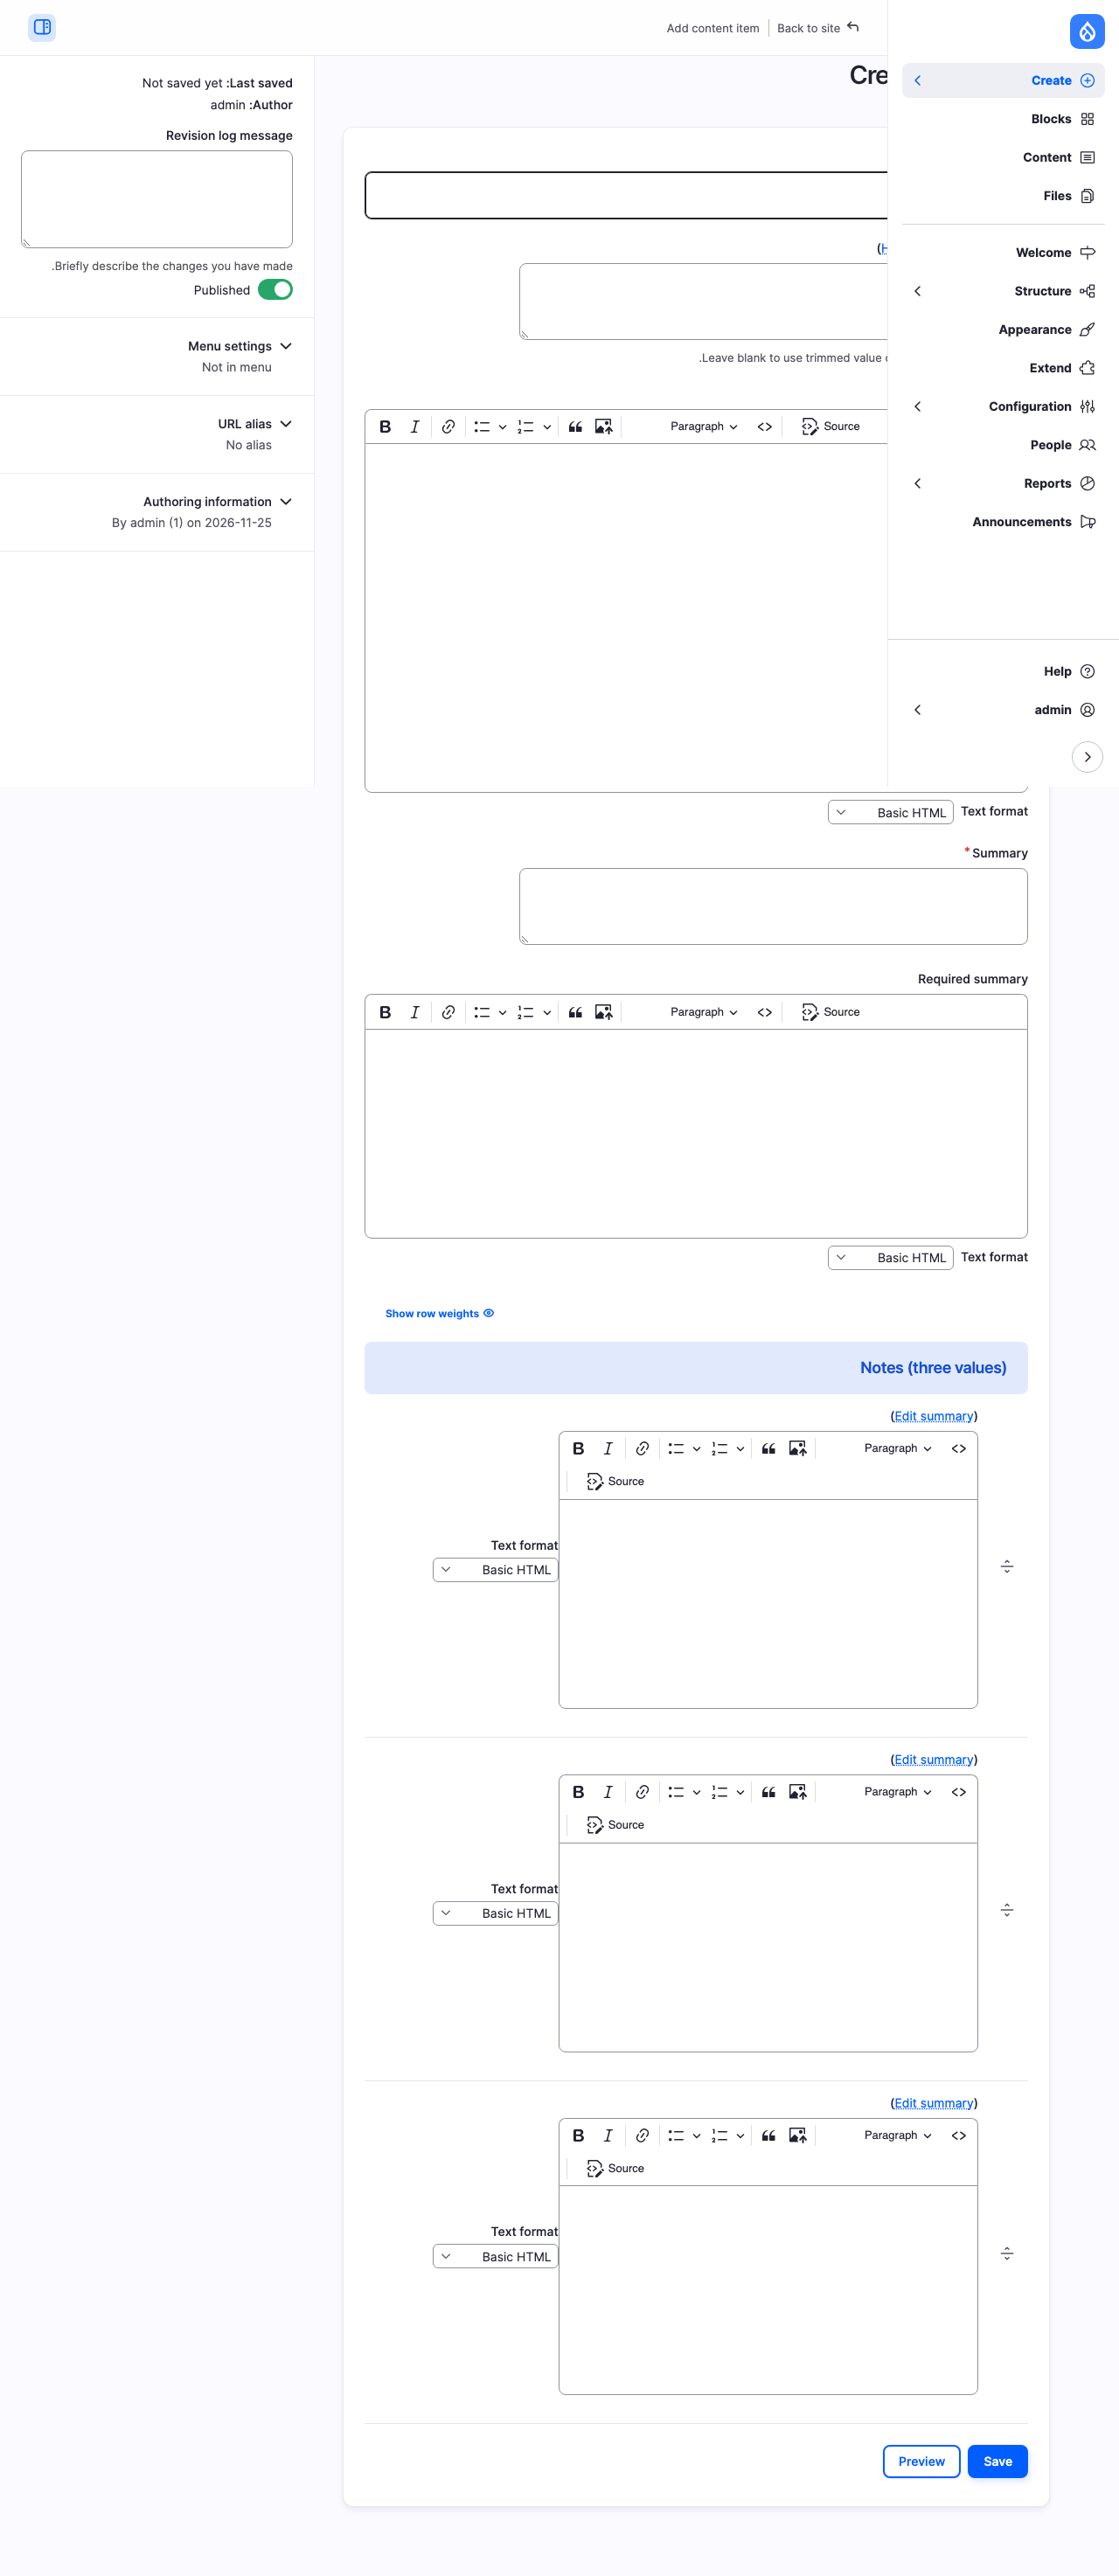 Add content item
Back to site
Create
Blocks
Content
Files
Welcome
Structure
Appearance
Extend
Configuration
People
Reports
Announcements
Help
admin
Not saved yet :Last saved
admin :Author
Revision log message
.Briefly describe the changes you have made
Published
Menu settings
Not in menu
URL alias
No alias
Authoring information
By admin (1) on 2026-11-25
Cre
(H
.Leave blank to use trimmed value
Paragraph
Source
Text format
Basic HTML
Summary *
Required summary
Paragraph
Source
Text format
Basic HTML
Show row weights
Notes (three values)
(Edit summary)
Paragraph
Source
Text format
Basic HTML
(Edit summary)
Paragraph
Source
Text format
Basic HTML
(Edit summary)
Paragraph
Source
Text format
Basic HTML
Save
Preview